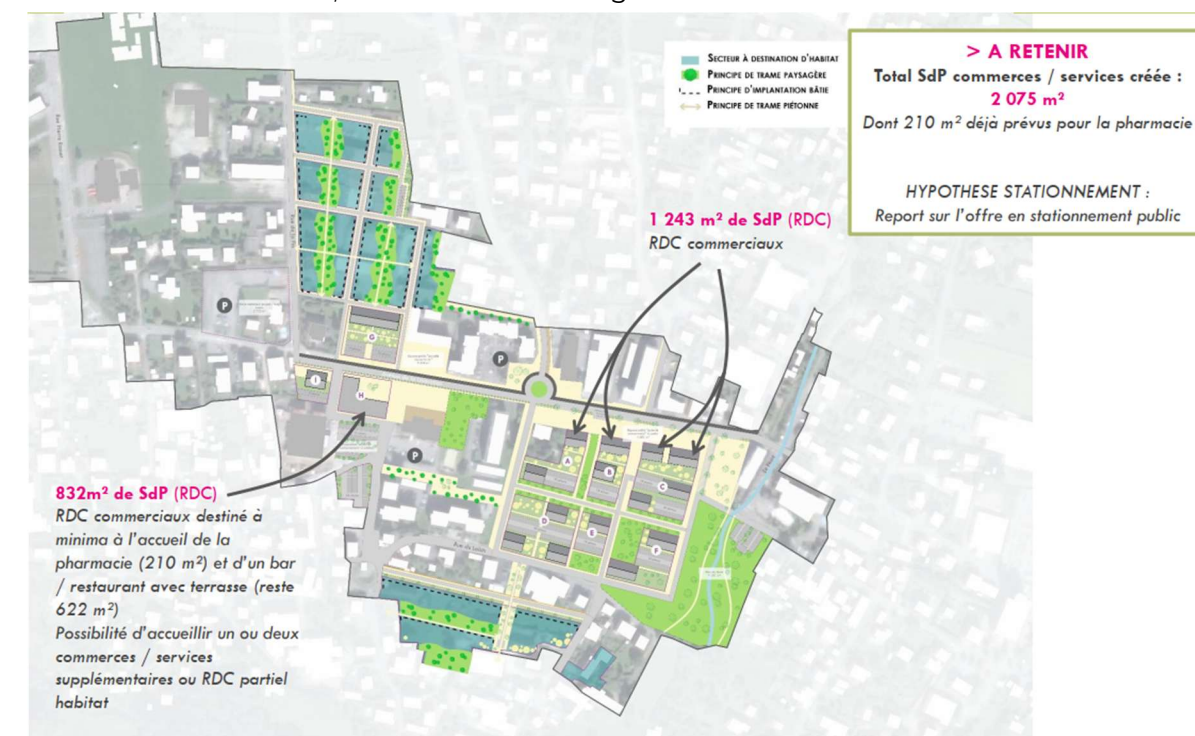 SECTEUR À DESTINATION D'HABITAT
PRINCIPE DE TRAME PAYSAGÈRE
PRINCIPE D'IMPLANTATION BÂTIE
PRINCIPE DE TRAME PIÉTONNE
> A RETENIR
Total SdP commerces / services créée :
2 075 m²
Dont 210 m² déjà prévus pour la pharmacie
HYPOTHESE STATIONNEMENT :
Report sur l'offre en stationnement public
1 243 m² de SdP (RDC)
RDC commerciaux
P
G
P
I
H
P
A
B
C
D
E
F
832m² de SdP (RDC)
RDC commerciaux destiné à
minima à l'accueil de la
pharmacie (210 m²) et d'un bar
/ restaurant avec terrasse (reste
622 m²)
Possibilité d'accueillir un ou deux
commerces / services
supplémentaires ou RDC partiel
habitat